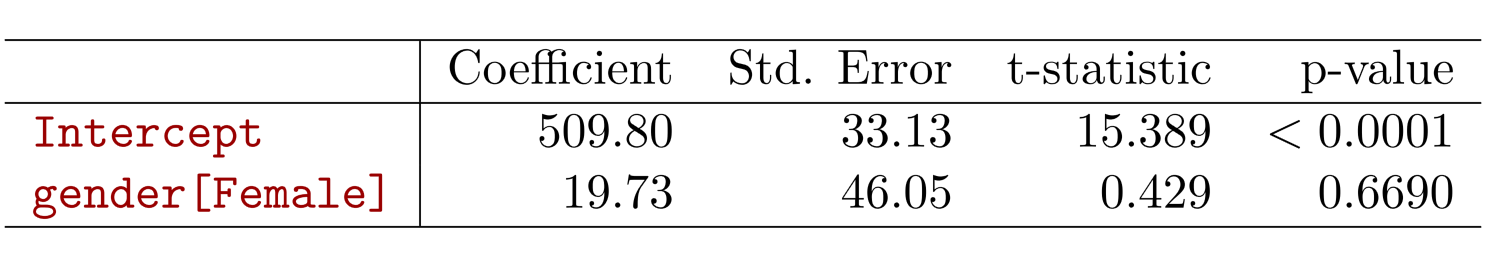 Coefficient Std. Error t-statistic p-value
Intercept 509.80 33.13 15.389 < 0.0001
gender[Female] 19.73 46.05 0.429 0.6690